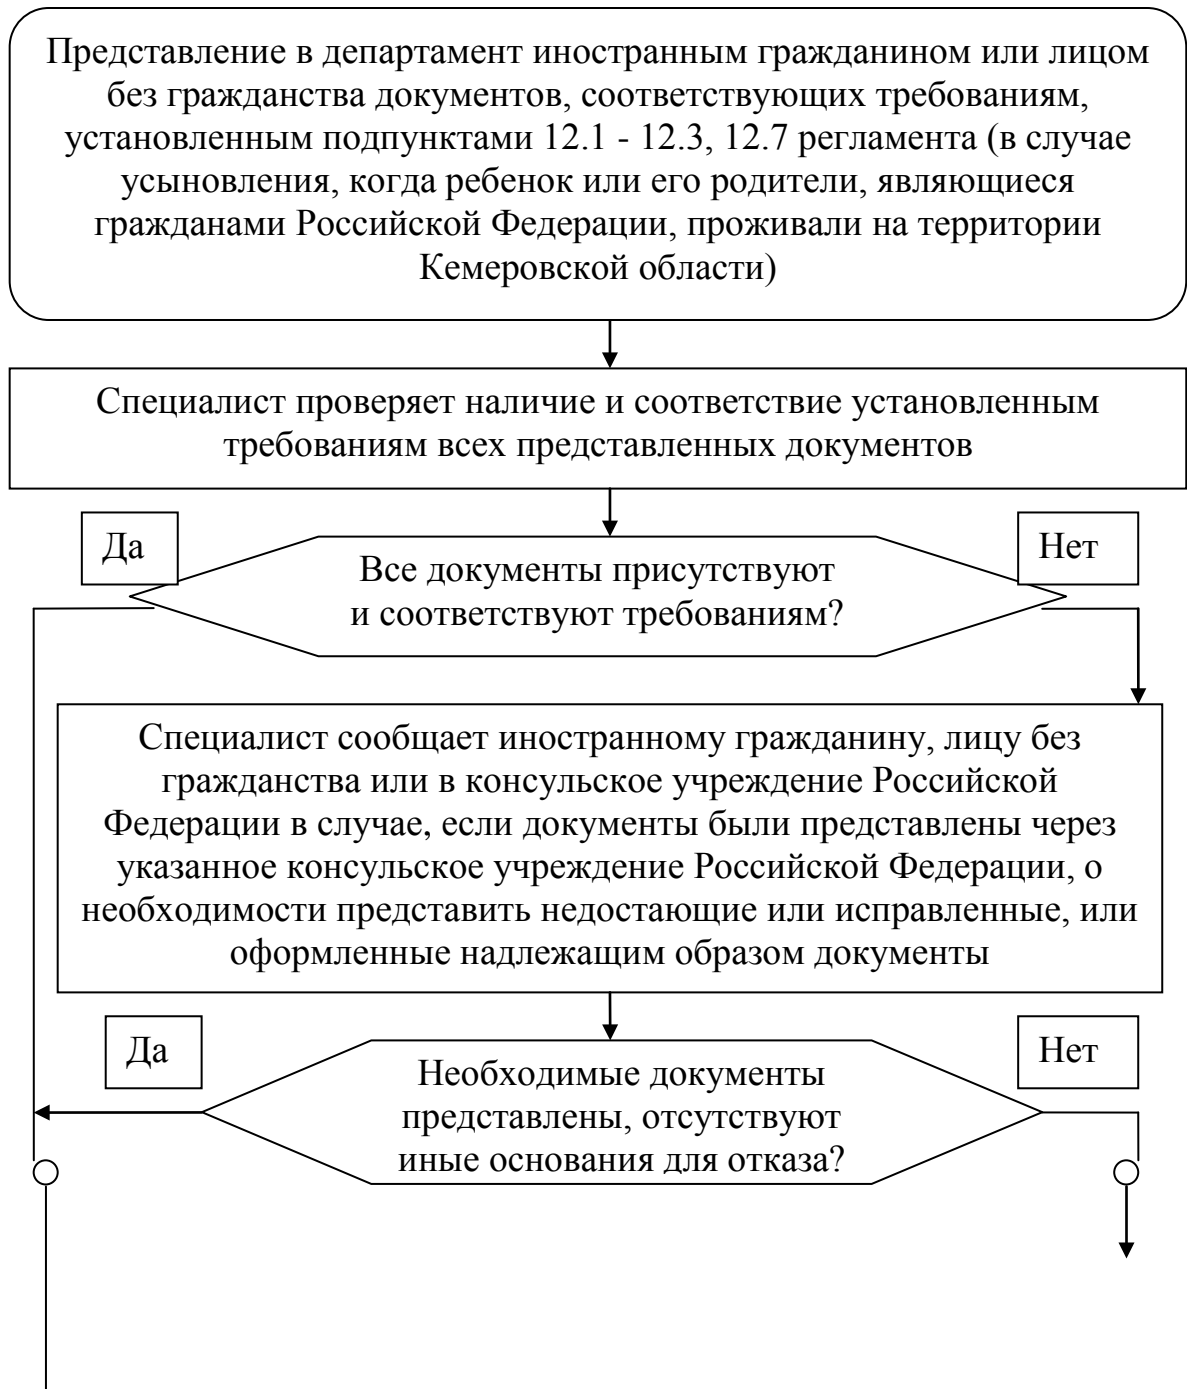 Представление в департамент иностранным гражданином или лицом
без гражданства документов, соответствующих требованиям,
установленным подпунктами 12.1 - 12.3, 12.7 регламента (в случае
усыновления, когда ребенок или его родители, являющиеся
гражданами Российской Федерации, проживали на территории
Кемеровской области)
Специалист проверяет наличие и соответствие установленным
требованиям всех представленных документов
Да
Нет
Все документы присутствуют
и соответствуют требованиям?
Специалист сообщает иностранному гражданину, лицу без
гражданства или в консульское учреждение Российской
Федерации в случае, если документы были представлены через
указанное консульское учреждение Российской Федерации, о
необходимости представить недостающие или исправленные, или
оформленные надлежащим образом документы
Да
Нет
Необходимые документы
представлены, отсутствуют
иные основания для отказа?